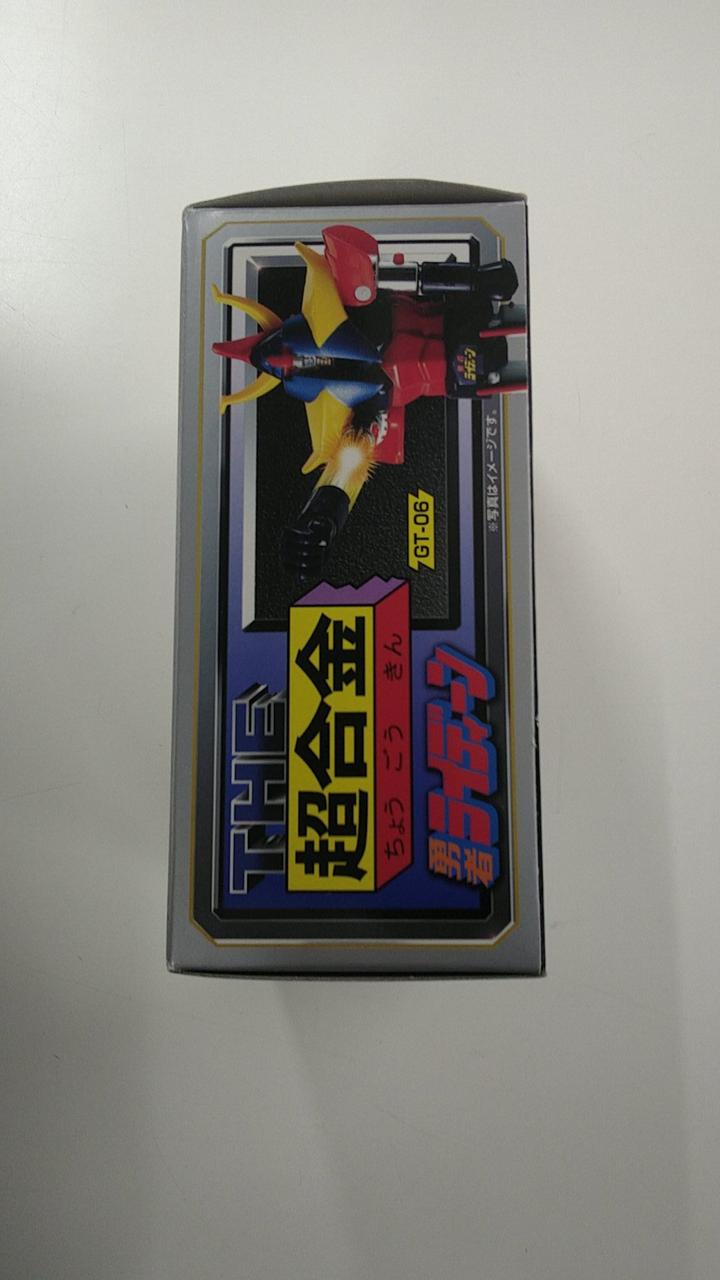 THE
超合金
ちょう ごう きん
勇者
ライディーン
GT-06
※写真はイメージです。